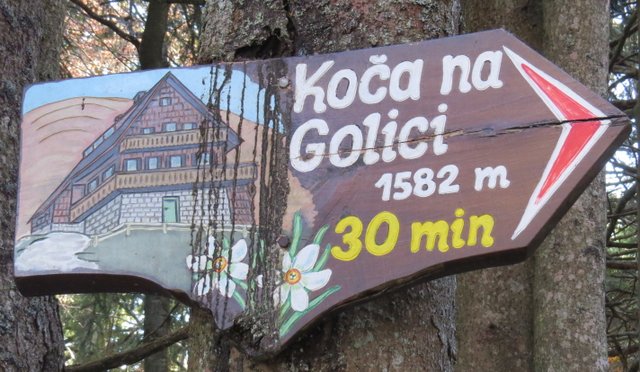 Koča na
Golici
1582 m
30 min